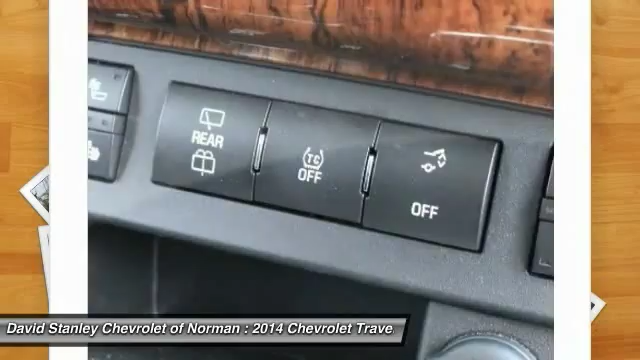 REAR
TC
OFF
OFF
David Stanley Chevrolet of Norman : 2014 Chevrolet Trave